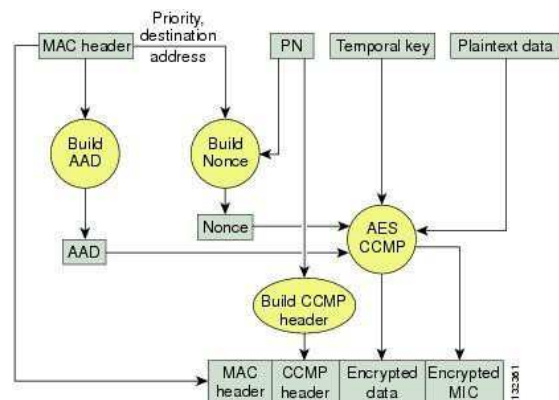 Priority,
destination
address
MAC header
PN
Temporal key
Plaintext data
Build
AAD
Build
Nonce
Nonce
AES
CCMP
AAD
Build CCMP
header
MAC
header
CCMP
header
Encrypted
data
Encrypted
MIC
132361